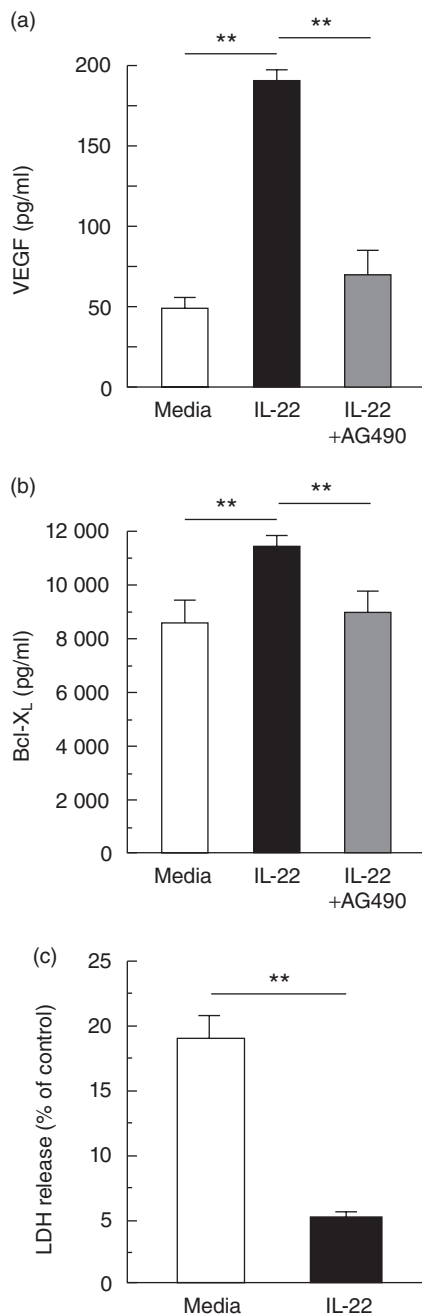 (a)
** **
200
150
100
50
0
VEGF (pg/ml)
Media IL-22 IL-22
+AG490
(b)
** **
12 000
10 000
8 000
6 000
4 000
2 000
0
Bcl-XL (pg/ml)
Media IL-22 IL-22
+AG490
(c)
**
25
20
15
10
5
0
LDH release (% of control)
Media IL-22